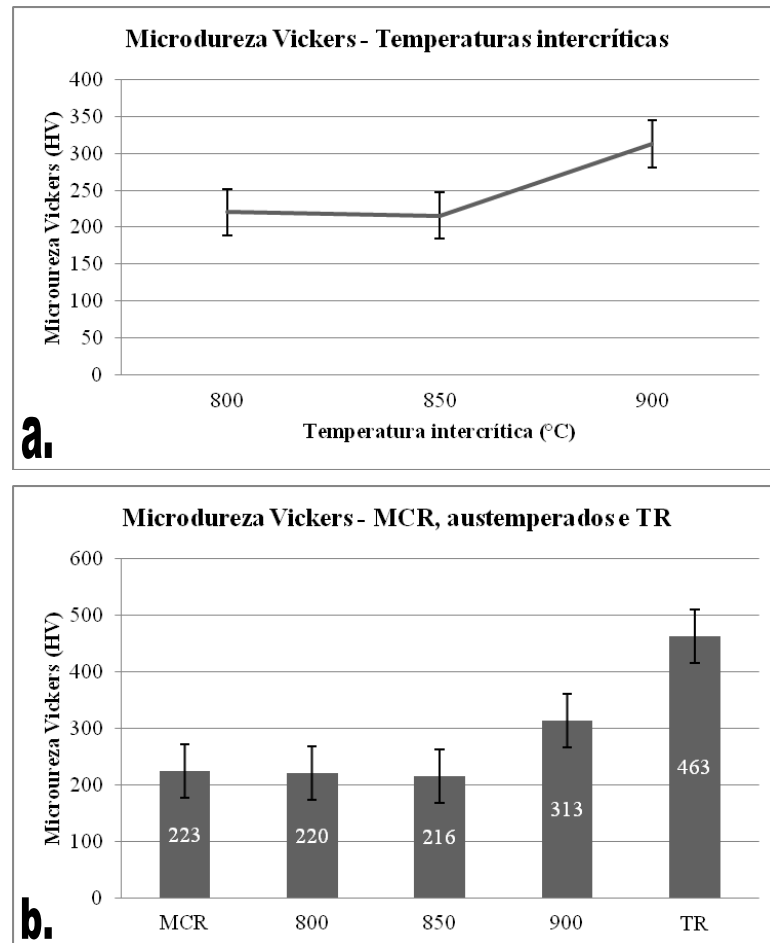 Microdureza Vickers - Temperaturas intercríticas
Microureza Vickers (HV)
400
350
300
250
200
150
100
50
0
800 850 900
Temperatura intercrítica (°C)
a.
Microdureza Vickers - MCR, austemperados e TR
Microureza Vickers (HV)
600
500
400
300
200
100
0
223 220 216 313 463
MCR 800 850 900 TR
b.